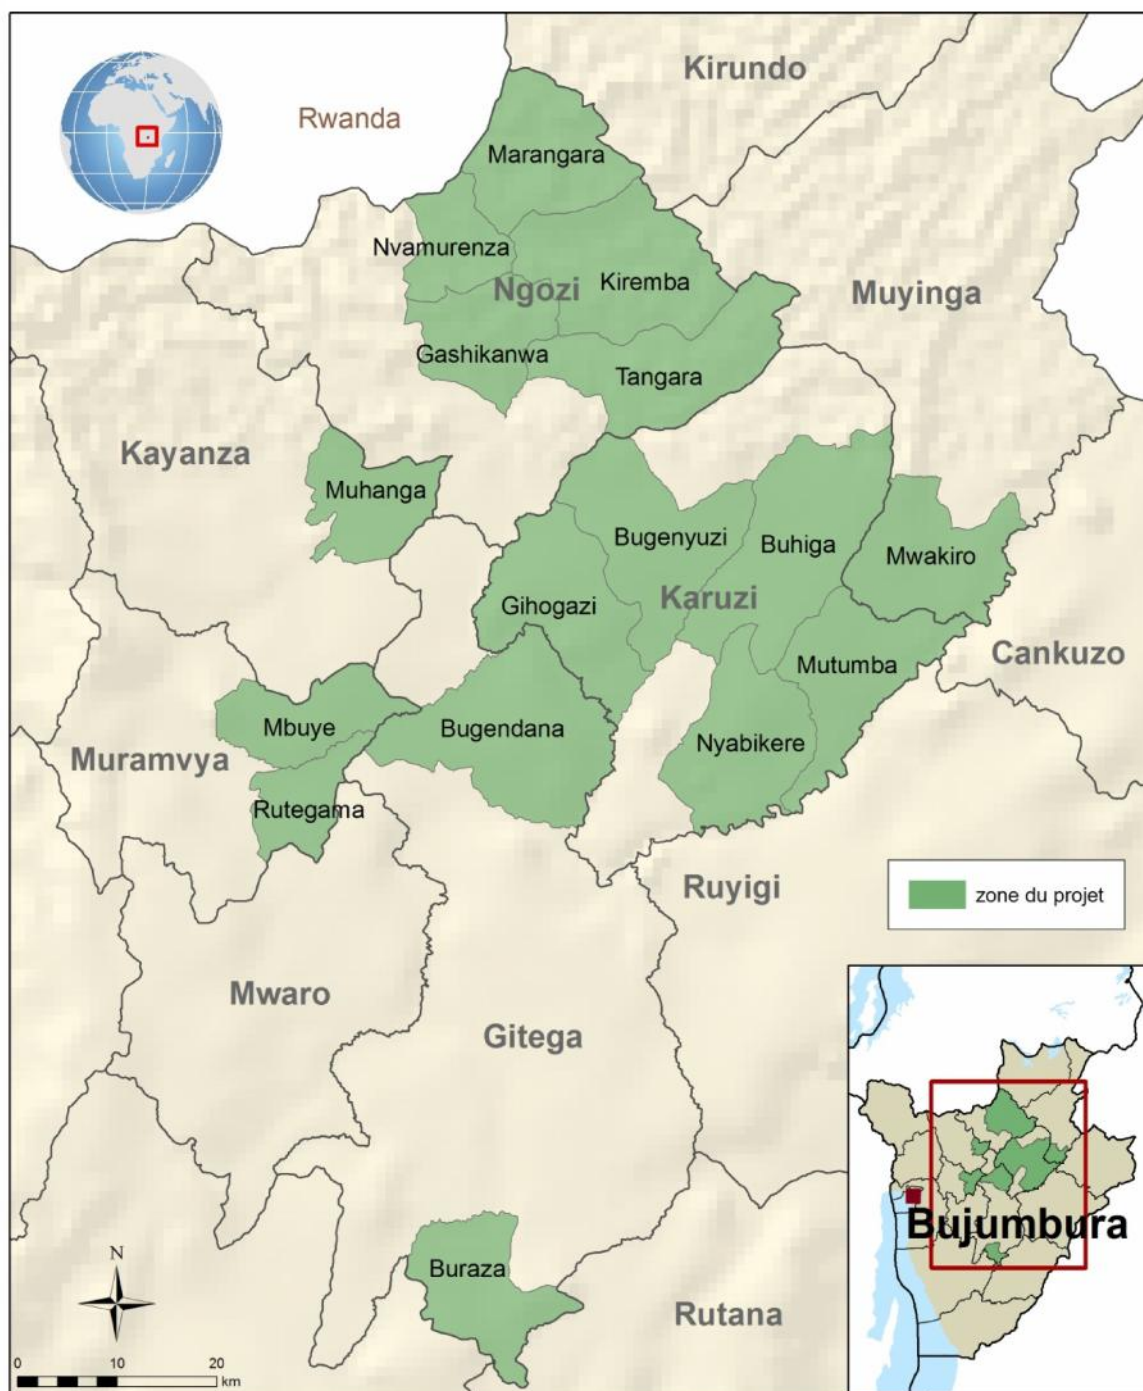 Kirundo
Rwanda
Marangara
Nvamurenza
Kiremba
Ngozi
Muyinga
Gashikanwa
Tangara
Kayanza
Muhanga
Bugenyuzi
Buhiga
Mwakiro
Gihogazi
Karuzi
Cankuzo
Mutumba
Mbuye
Bugendana
Nyabikere
Muramvya
Rutegama
Ruyigi
zone du projet
Mwaro
Gitega
Bujumbura
N
Buraza
Rutana
0 10 20
km